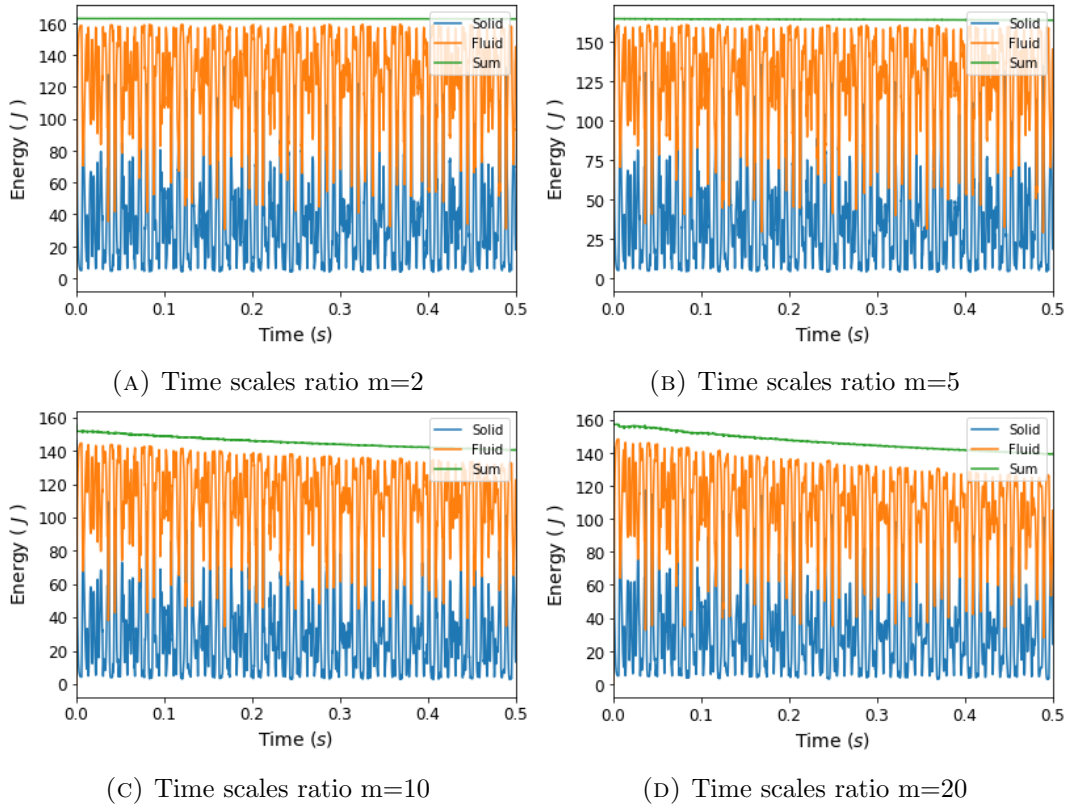 160
140
120
100
80
60
40
20
0
Energy ( J )
Solid
Fluid
Sum
0.0 0.1 0.2 0.3 0.4 0.5
Time (s)
(A) Time scales ratio m=2
150
125
100
75
50
25
0
Energy ( J )
Solid
Fluid
Sum
0.0 0.1 0.2 0.3 0.4 0.5
Time (s)
(B) Time scales ratio m=5
160
140
120
100
80
60
40
20
0
Energy ( J )
Solid
Fluid
Sum
0.0 0.1 0.2 0.3 0.4 0.5
Time (s)
(C) Time scales ratio m=10
160
140
120
100
80
60
40
20
0
Energy ( J )
Solid
Fluid
Sum
0.0 0.1 0.2 0.3 0.4 0.5
Time (s)
(D) Time scales ratio m=20